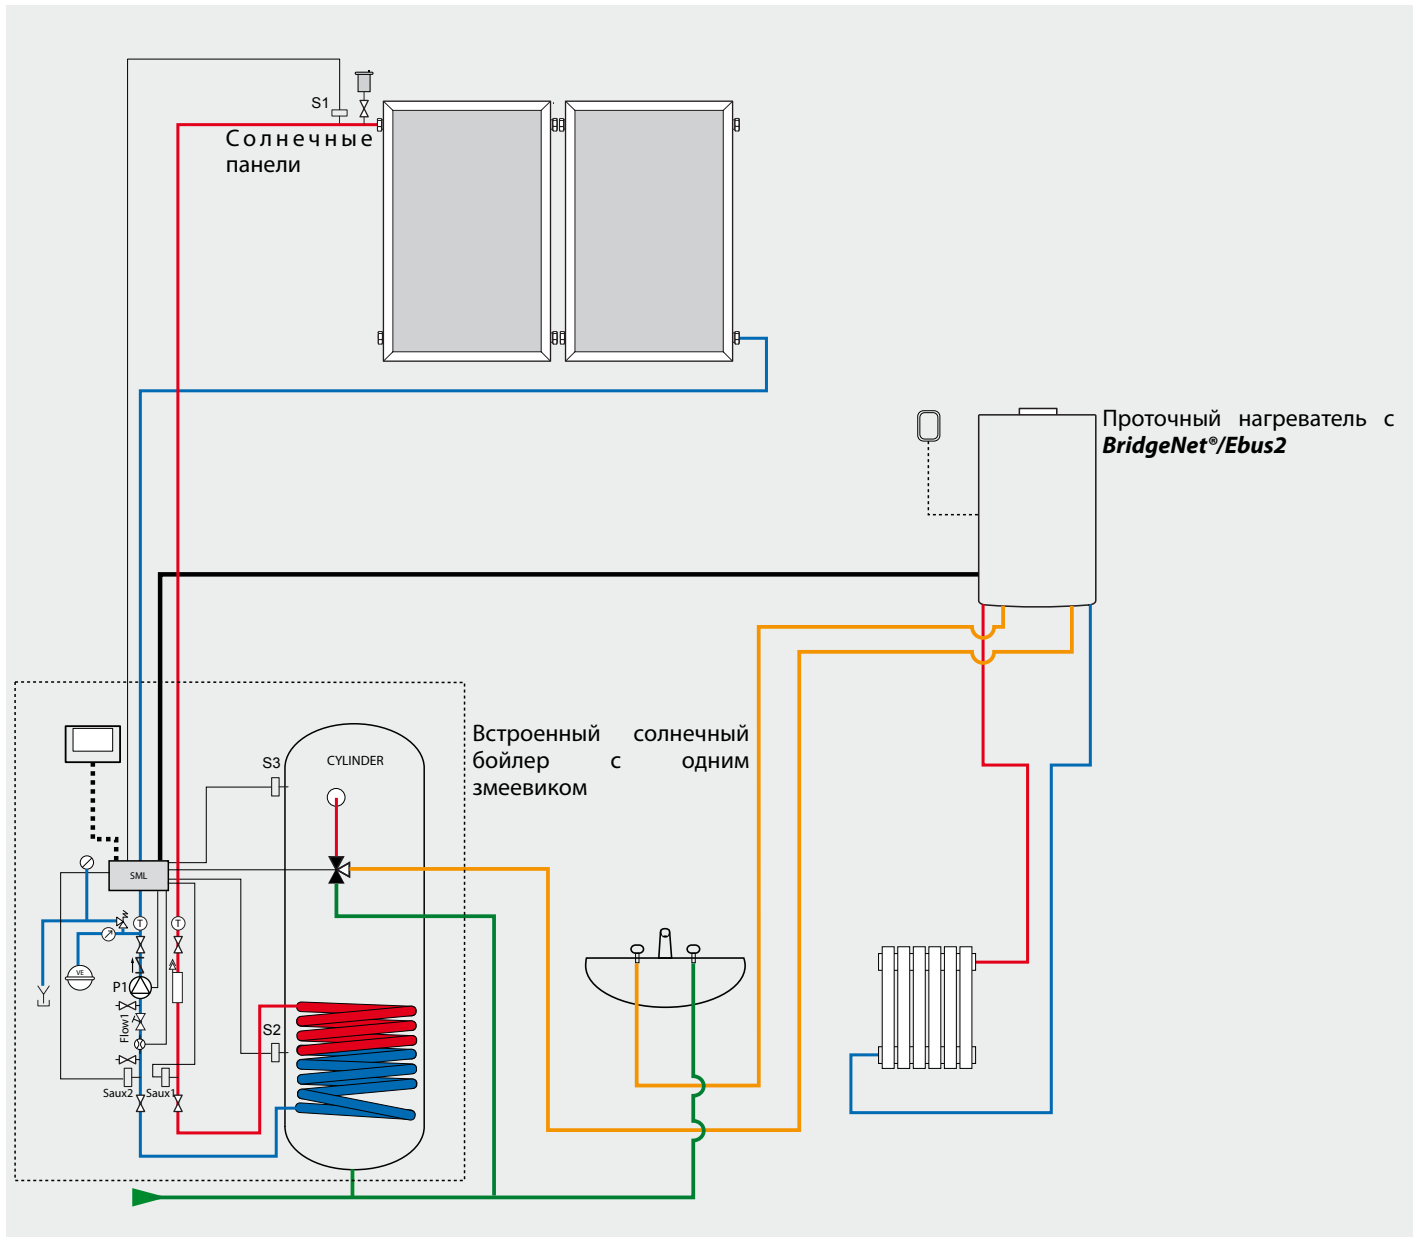 S1
Солнечные
панели
Проточный нагреватель с
BridgeNet®/Ebus2
Встроенный солнечный
бойлер с одним
змеевиком
S3
CYLINDER
SML
T
T
VE
P1
Flow1
S2
Saux2
Saux1